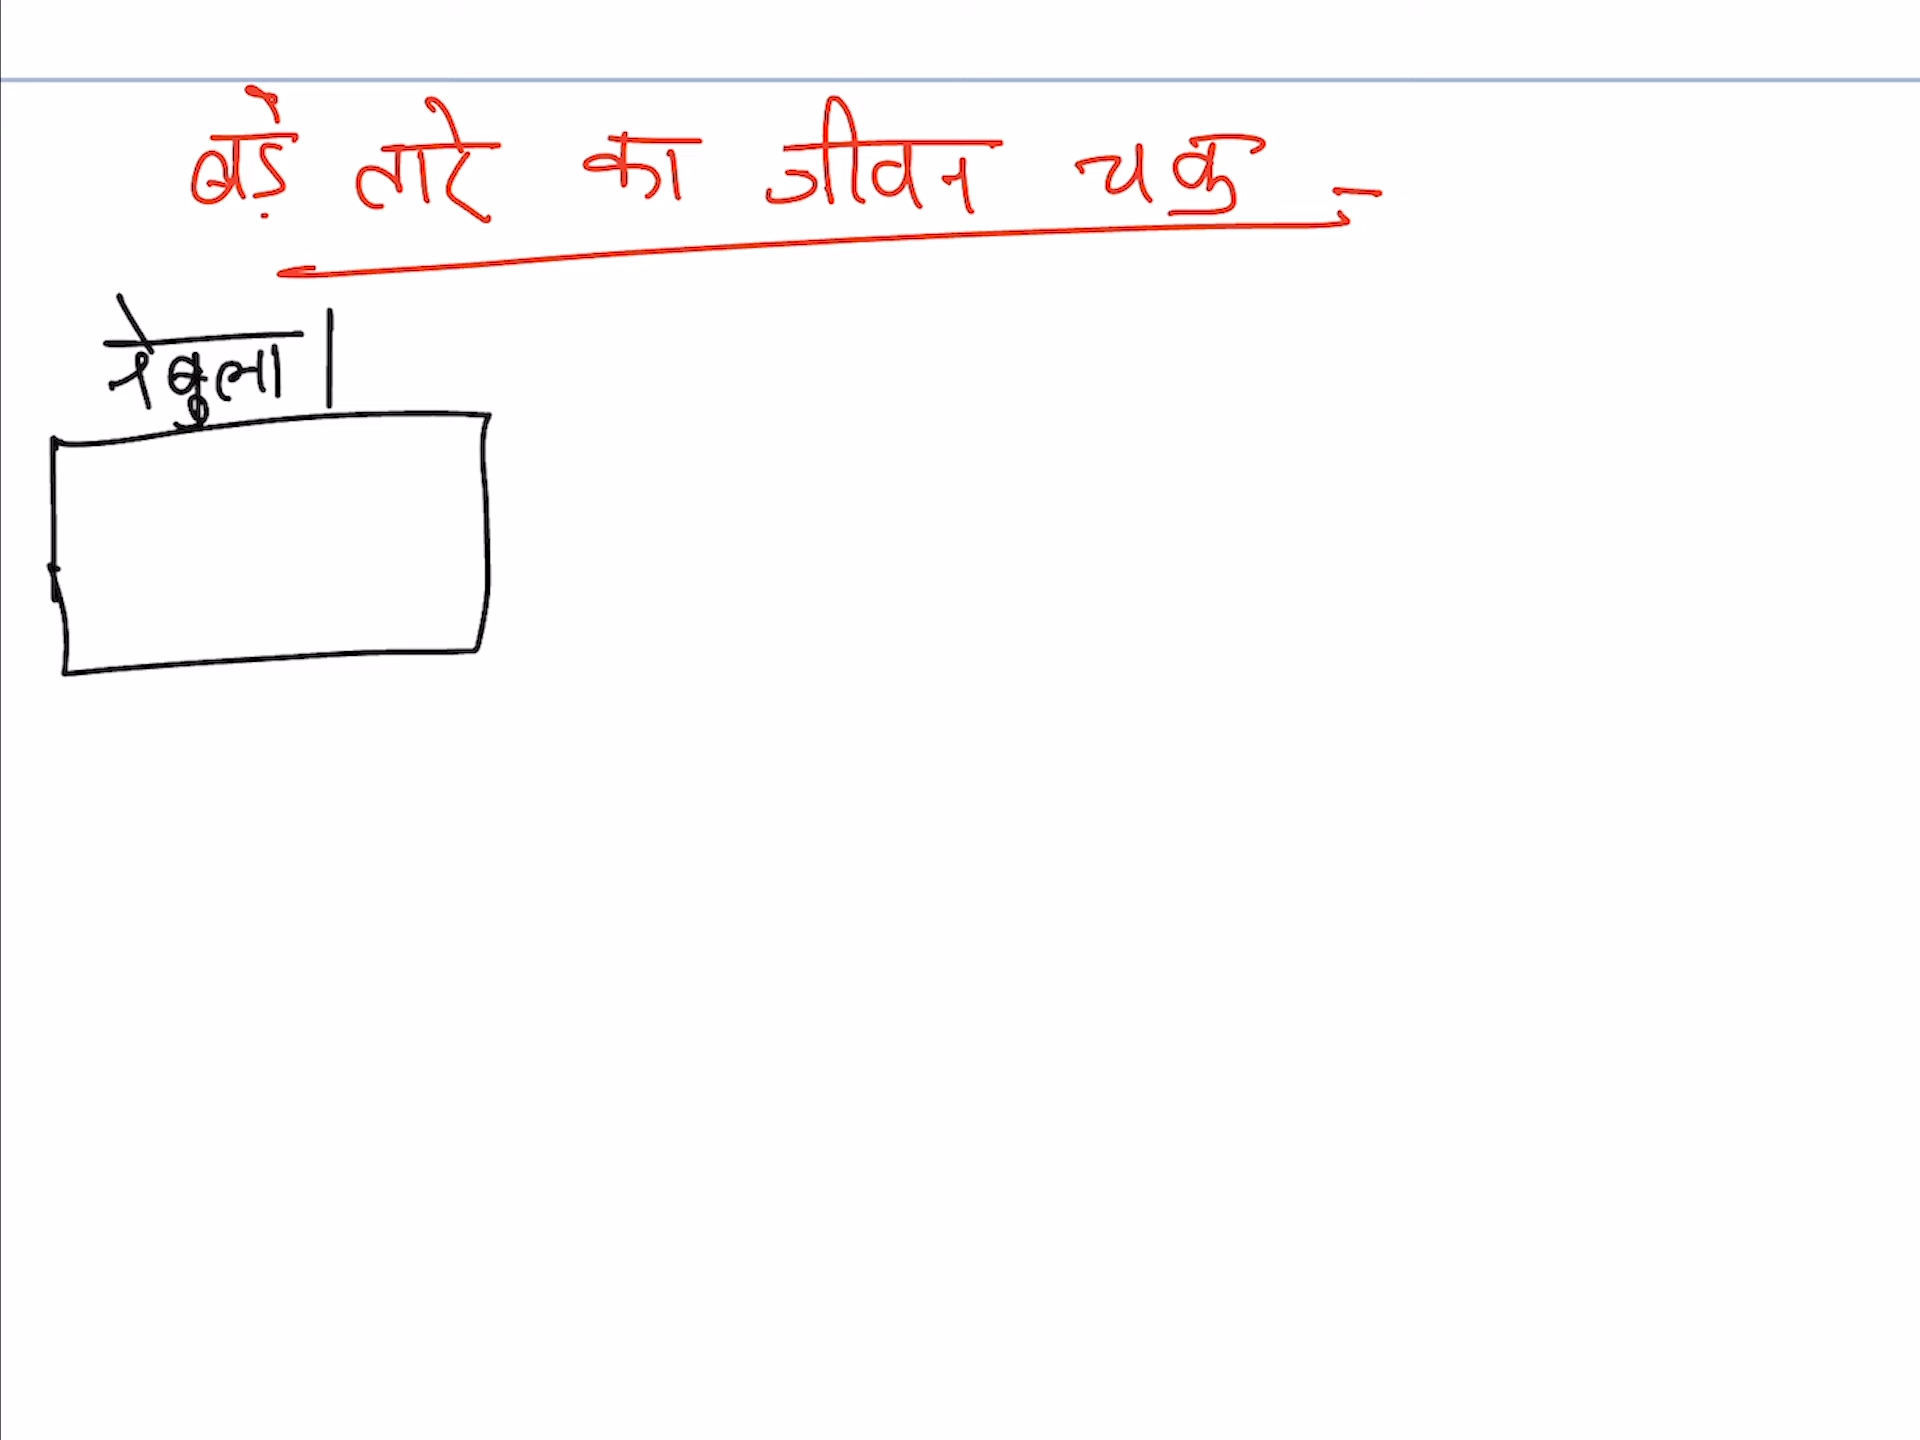 बड़े तारे का जीवन चक्र -
नेबुला |